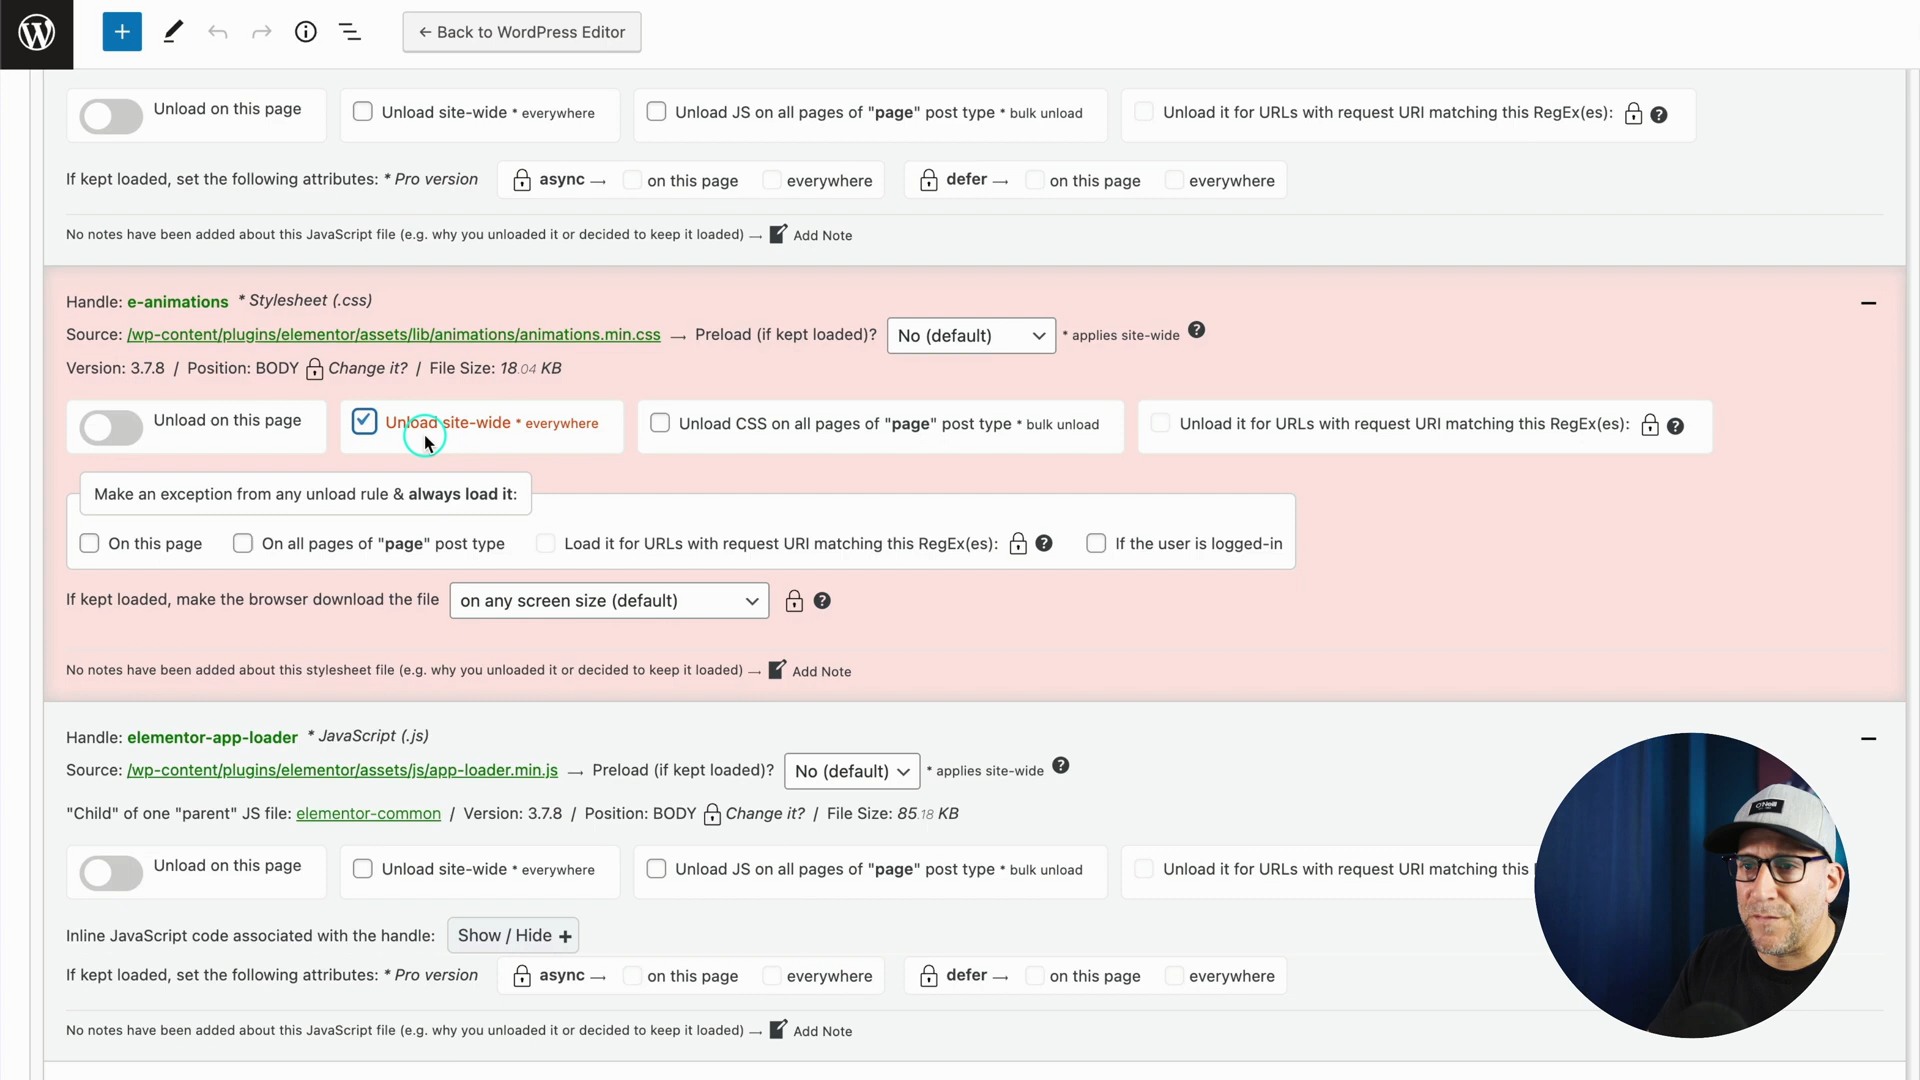 ← Back to WordPress Editor
Unload on this page
Unload site-wide * everywhere
Unload JS on all pages of "page" post type * bulk unload
Unload it for URLs with request URI matching this RegEx(es):
If kept loaded, set the following attributes: * Pro version
async → on this page everywhere
defer → on this page everywhere
No notes have been added about this JavaScript file (e.g. why you unloaded it or decided to keep it loaded) → Add Note
Handle: e-animations * Stylesheet (.css)
Source: /wp-content/plugins/elementor/assets/lib/animations/animations.min.css → Preload (if kept loaded)? No (default) * applies site-wide
Version: 3.7.8 / Position: BODY Change it? / File Size: 18.04 KB
Unload on this page
Unload site-wide * everywhere
Unload CSS on all pages of "page" post type * bulk unload
Unload it for URLs with request URI matching this RegEx(es):
Make an exception from any unload rule & always load it:
On this page On all pages of "page" post type Load it for URLs with request URI matching this RegEx(es): If the user is logged-in
If kept loaded, make the browser download the file on any screen size (default)
No notes have been added about this stylesheet file (e.g. why you unloaded it or decided to keep it loaded) → Add Note
Handle: elementor-app-loader * JavaScript (.js)
Source: /wp-content/plugins/elementor/assets/js/app-loader.min.js → Preload (if kept loaded)? No (default) * applies site-wide
"Child" of one "parent" JS file: elementor-common / Version: 3.7.8 / Position: BODY Change it? / File Size: 85.18 KB
Unload on this page
Unload site-wide * everywhere
Unload JS on all pages of "page" post type * bulk unload
Unload it for URLs with request URI matching this
Inline JavaScript code associated with the handle: Show / Hide +
If kept loaded, set the following attributes: * Pro version
async → on this page everywhere
defer → on this page everywhere
No notes have been added about this JavaScript file (e.g. why you unloaded it or decided to keep it loaded) → Add Note
O'Neill